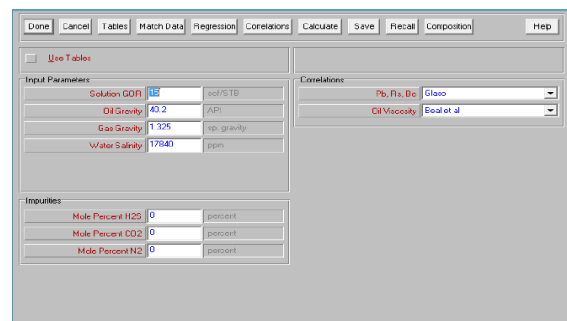 Done Cancel Tables Match Data Regression Correlations Calculate Save Recall Composition Help
Use Tables
Input Parameters
Solution GOR 15 scf/STB
Oil Gravity 40.2 API
Gas Gravity 1.325 sp. gravity
Water Salinity 17840 ppm
Correlations
Pb, Rs, Bo Glaso
Oil Viscosity Beal et al
Impurities
Mole Percent H2S 0 percent
Mole Percent CO2 0 percent
Mole Percent N2 0 percent